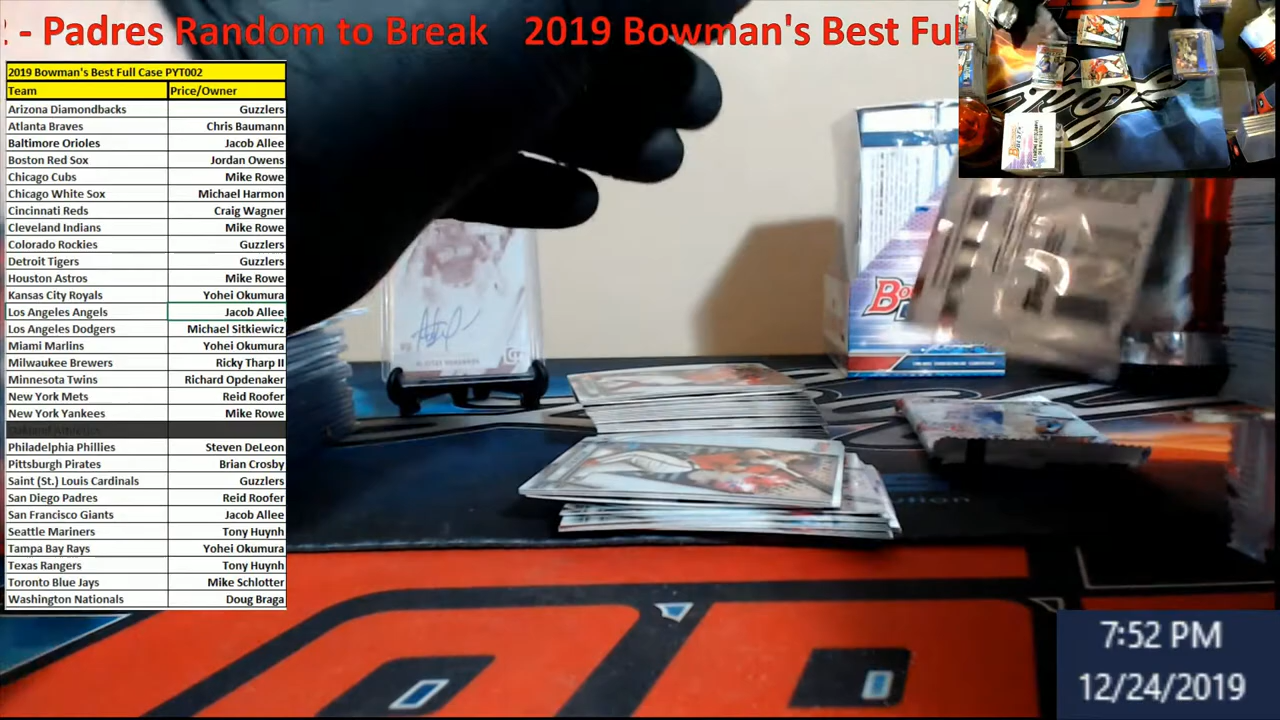 - Padres Random to Break 2019 Bowman's Best Ful
2019 Bowman's Best Full Case PYT002
Team Price/Owner
Arizona Diamondbacks Guzzlers
Atlanta Braves Chris Baumann
Baltimore Orioles Jacob Allee
Boston Red Sox Jordan Owens
Chicago Cubs Mike Rowe
Chicago White Sox Michael Harmon
Cincinnati Reds Craig Wagner
Cleveland Indians Mike Rowe
Colorado Rockies Guzzlers
Detroit Tigers Guzzlers
Houston Astros Mike Rowe
Kansas City Royals Yohei Okumura
Los Angeles Angels Jacob Allee
Los Angeles Dodgers Michael Sitkiewicz
Miami Marlins Yohei Okumura
Milwaukee Brewers Ricky Tharp II
Minnesota Twins Richard Opdenaker
New York Mets Reid Roofer
New York Yankees Mike Rowe
Philadelphia Phillies Steven DeLeon
Pittsburgh Pirates Brian Crosby
Saint (St.) Louis Cardinals Guzzlers
San Diego Padres Reid Roofer
San Francisco Giants Jacob Allee
Seattle Mariners Tony Huynh
Tampa Bay Rays Yohei Okumura
Texas Rangers Tony Huynh
Toronto Blue Jays Mike Schlotter
Washington Nationals Doug Braga
7:52 PM
12/24/2019